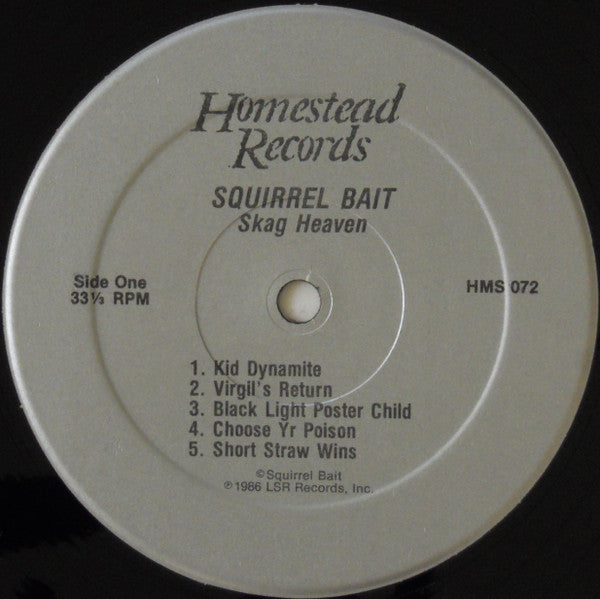 Homestead
Records
SQUIRREL BAIT
Skag Heaven
Side One
33⅓ RPM
HMS 072
1. Kid Dynamite
2. Virgil's Return
3. Black Light Poster Child
4. Choose Yr Poison
5. Short Straw Wins
©Squirrel Bait
℗1986 LSR Records, Inc.